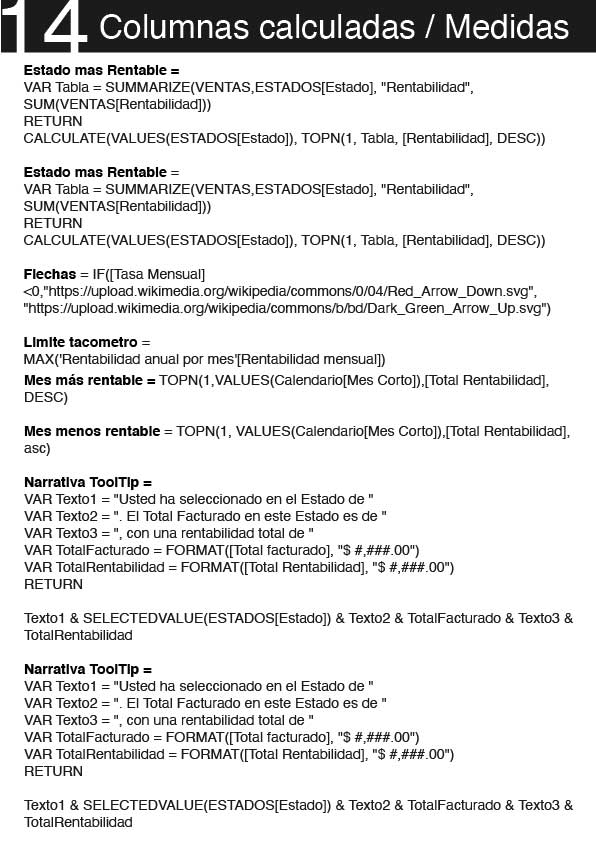 14 Columnas calculadas / Medidas
Estado mas Rentable =
VAR Tabla = SUMMARIZE(VENTAS,ESTADOS[Estado], "Rentabilidad",
SUM(VENTAS[Rentabilidad]))
RETURN
CALCULATE(VALUES(ESTADOS[Estado]), TOPN(1, Tabla, [Rentabilidad], DESC))
Estado mas Rentable =
VAR Tabla = SUMMARIZE(VENTAS,ESTADOS[Estado], "Rentabilidad",
SUM(VENTAS[Rentabilidad]))
RETURN
CALCULATE(VALUES(ESTADOS[Estado]), TOPN(1, Tabla, [Rentabilidad], DESC))
Flechas = IF([Tasa Mensual]
<0,"https://upload.wikimedia.org/wikipedia/commons/0/04/Red_Arrow_Down.svg",
"https://upload.wikimedia.org/wikipedia/commons/b/bd/Dark_Green_Arrow_Up.svg")
Limite tacometro =
MAX('Rentabilidad anual por mes'[Rentabilidad mensual])
Mes más rentable = TOPN(1,VALUES(Calendario[Mes Corto]),[Total Rentabilidad],
DESC)
Mes menos rentable = TOPN(1, VALUES(Calendario[Mes Corto]),[Total Rentabilidad],
asc)
Narrativa ToolTip =
VAR Texto1 = "Usted ha seleccionado en el Estado de "
VAR Texto2 = ". El Total Facturado en este Estado es de "
VAR Texto3 = ", con una rentabilidad total de "
VAR TotalFacturado = FORMAT([Total facturado], "$ #,###.00")
VAR TotalRentabilidad = FORMAT([Total Rentabilidad], "$ #,###.00")
RETURN
Texto1 & SELECTEDVALUE(ESTADOS[Estado]) & Texto2 & TotalFacturado & Texto3 &
TotalRentabilidad
Narrativa ToolTip =
VAR Texto1 = "Usted ha seleccionado en el Estado de "
VAR Texto2 = ". El Total Facturado en este Estado es de "
VAR Texto3 = ", con una rentabilidad total de "
VAR TotalFacturado = FORMAT([Total facturado], "$ #,###.00")
VAR TotalRentabilidad = FORMAT([Total Rentabilidad], "$ #,###.00")
RETURN
Texto1 & SELECTEDVALUE(ESTADOS[Estado]) & Texto2 & TotalFacturado & Texto3 &
TotalRentabilidad